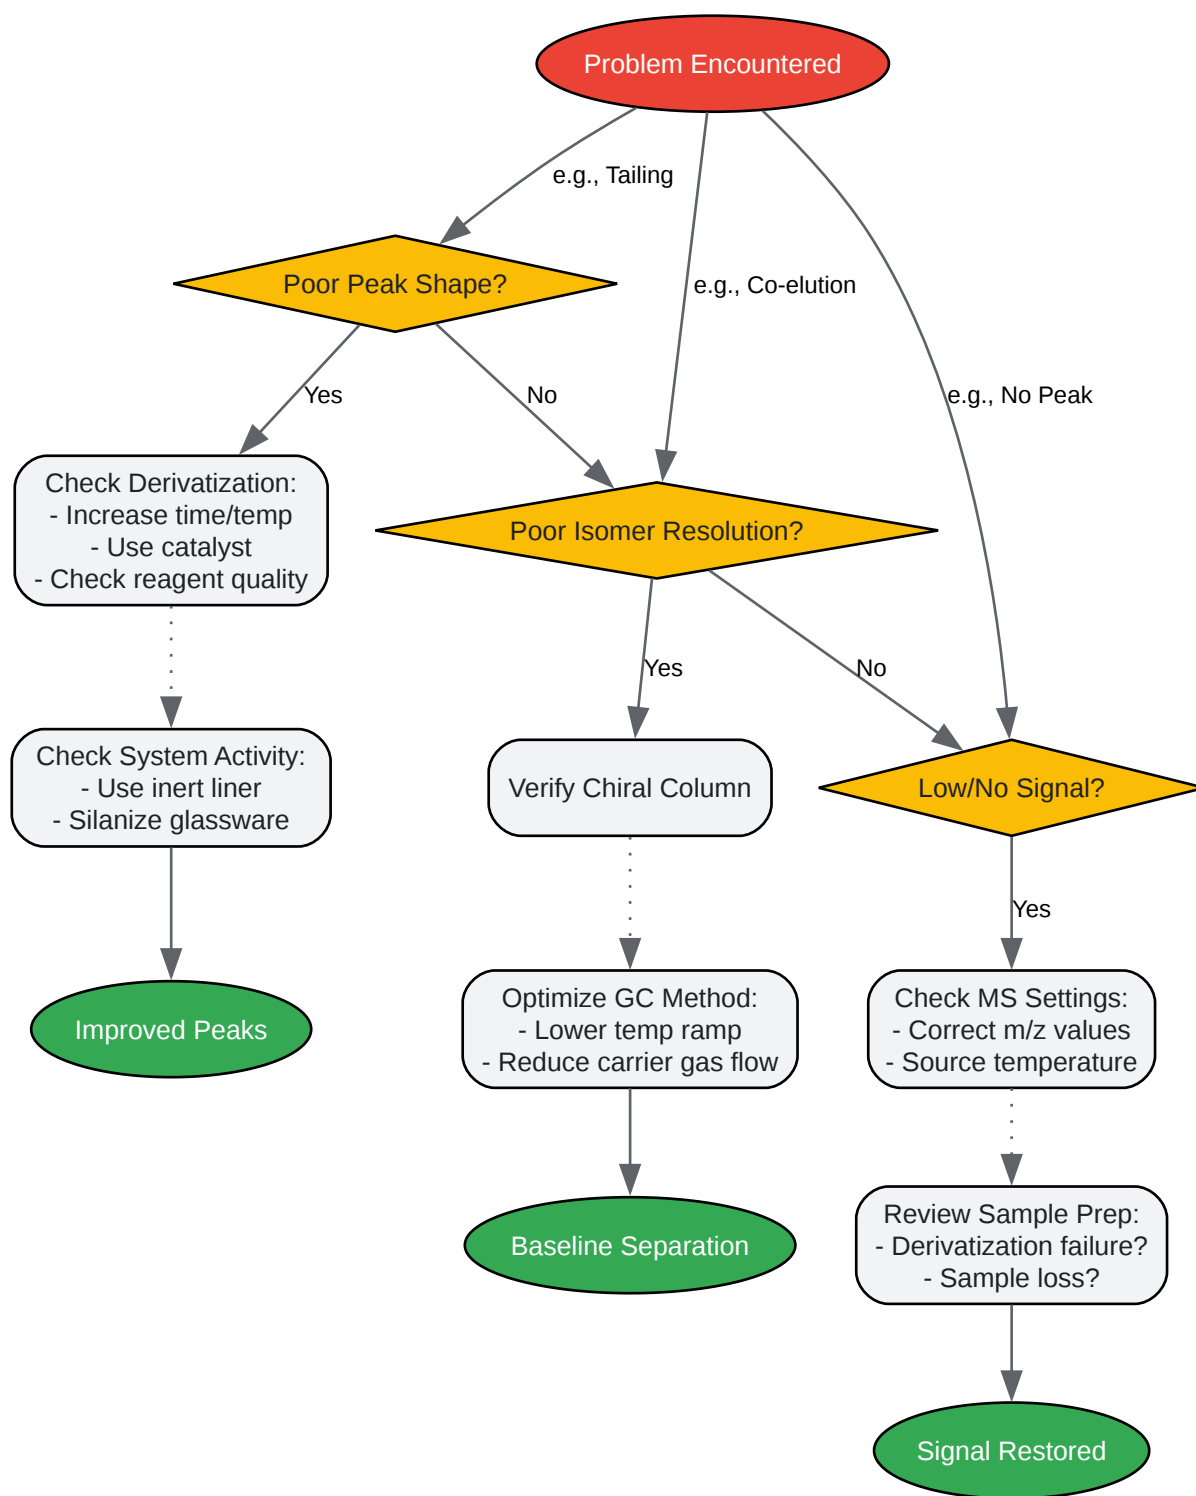 Problem Encountered
e.g., Tailing
e.g., Co-elution
e.g., No Peak
Poor Peak Shape?
Yes
No
Check Derivatization:
- Increase time/temp
- Use catalyst
- Check reagent quality
Poor Isomer Resolution?
Yes
No
Check System Activity:
- Use inert liner
- Silanize glassware
Verify Chiral Column
Low/No Signal?
Yes
Improved Peaks
Optimize GC Method:
- Lower temp ramp
- Reduce carrier gas flow
Check MS Settings:
- Correct m/z values
- Source temperature
Baseline Separation
Review Sample Prep:
- Derivatization failure?
- Sample loss?
Signal Restored